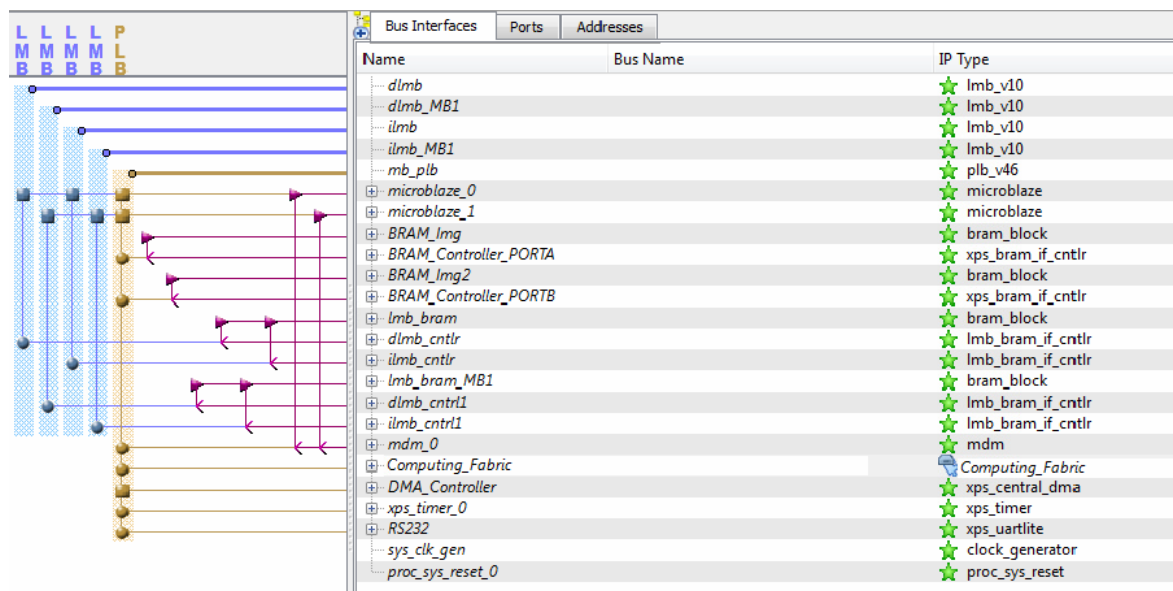 L L L L P
M M M M L
B B B B B
Bus Interfaces Ports Addresses
Name Bus Name IP Type
dlmb lmb_v10
dlmb_MB1 lmb_v10
ilmb lmb_v10
ilmb_MB1 lmb_v10
mb_plb plb_v46
microblaze_0 microblaze
microblaze_1 microblaze
BRAM_Img bram_block
BRAM_Controller_PORTA xps_bram_if_cntlr
BRAM_Img2 bram_block
BRAM_Controller_PORTB xps_bram_if_cntlr
lmb_bram bram_block
dlmb_cntlr lmb_bram_if_cntlr
ilmb_cntlr lmb_bram_if_cntlr
lmb_bram_MB1 bram_block
dlmb_cntrl1 lmb_bram_if_cntlr
ilmb_cntrl1 lmb_bram_if_cntlr
mdm_0 mdm
Computing_Fabric Computing_Fabric
DMA_Controller xps_central_dma
xps_timer_0 xps_timer
RS232 xps_uartlite
sys_clk_gen clock_generator
proc_sys_reset_0 proc_sys_reset